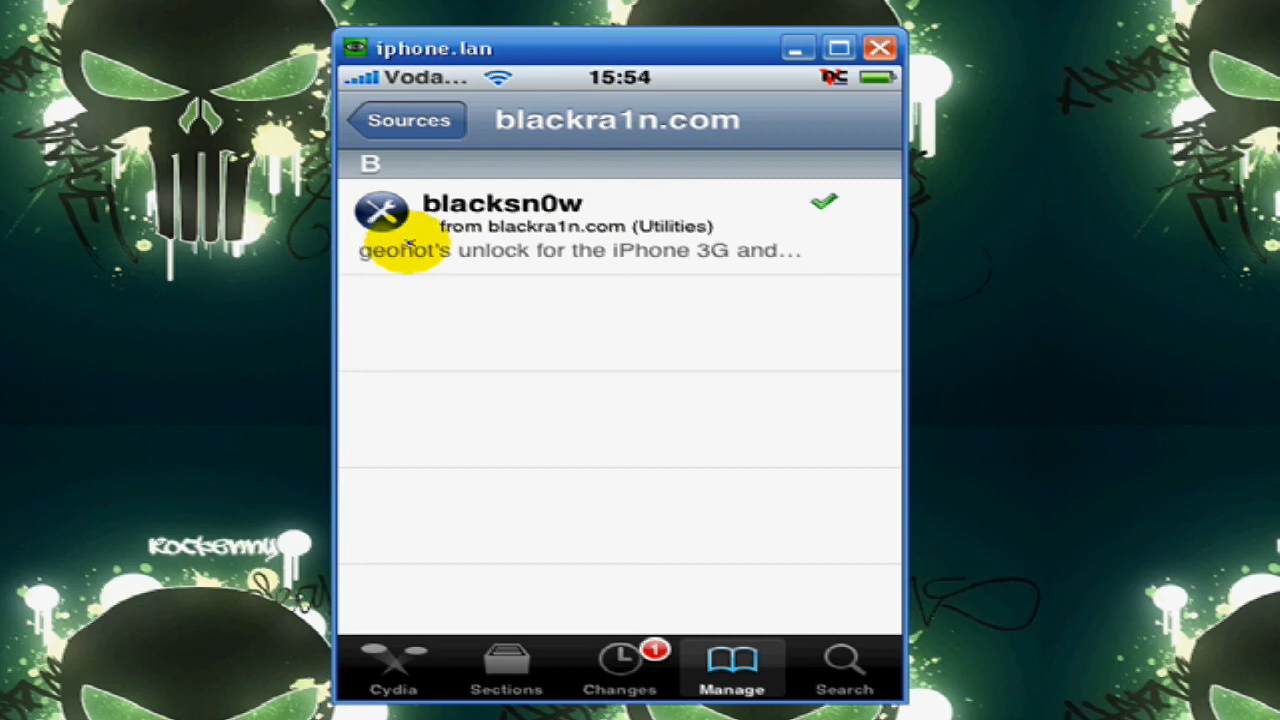 iphone.lan
Voda... 15:54
Sources blackra1n.com
B
blacksn0w
from blackra1n.com (Utilities)
geohot's unlock for the iPhone 3G and...
1
Cydia Sections Changes Manage Search